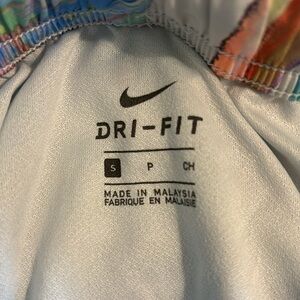 DRI-FIT
S P CH
MADE IN MALAYSIA
FABRIQUE EN MALAISIE